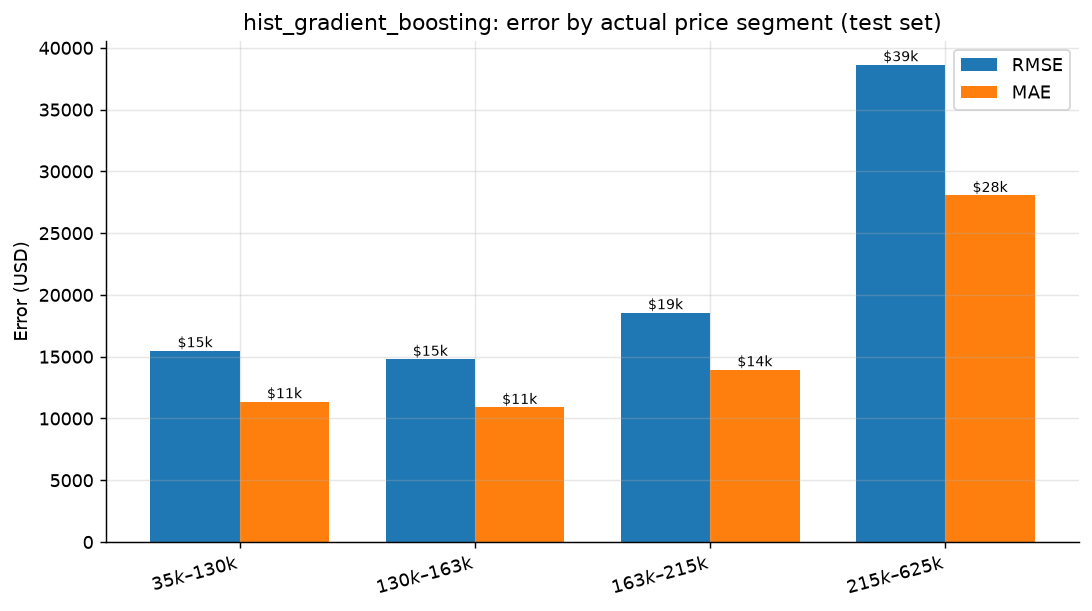 hist_gradient_boosting: error by actual price segment (test set)
40000
35000
30000
25000
20000
15000
10000
5000
0
Error (USD)
RMSE
MAE
$15k
$11k
$15k
$11k
$19k
$14k
$39k
$28k
35k–130k
130k–163k
163k–215k
215k–625k